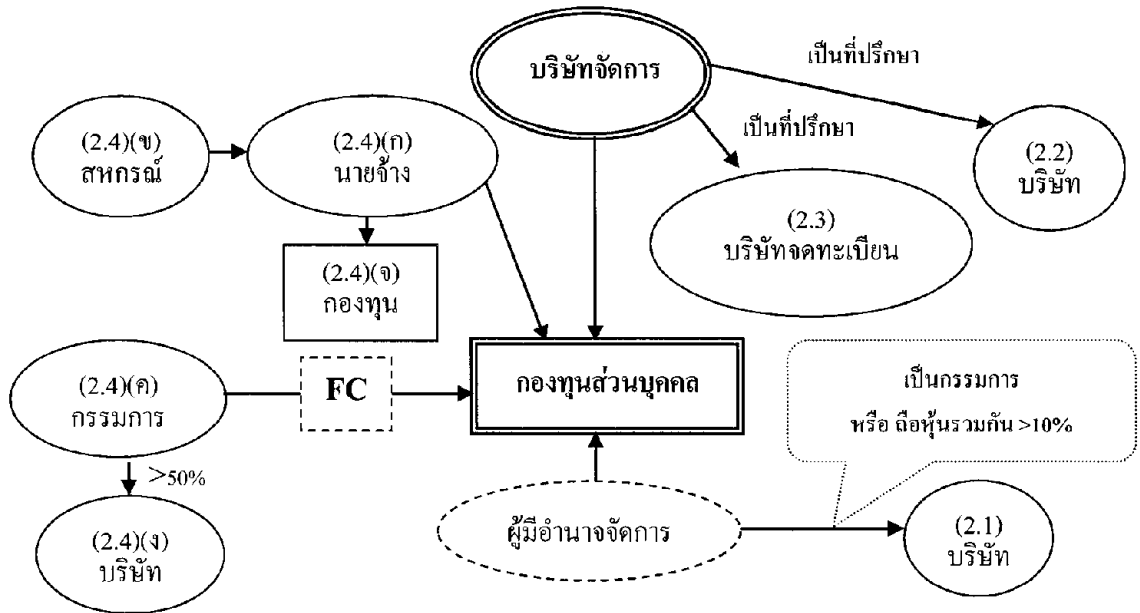 บริษัทจัดการ
เป็นที่ปรึกษา
เป็นที่ปรึกษา
(2.4)(ข)
สหกรณ์
(2.4)(ก)
นายจ้าง
(2.2)
บริษัท
(2.3)
บริษัทจดทะเบียน
(2.4)(จ)
กองทุน
(2.4)(ค)
กรรมการ
FC
กองทุนส่วนบุคคล
เป็นกรรมการ
หรือ ถือหุ้นรวมกัน >10%
>50%
(2.4)(ง)
บริษัท
ผู้มีอำนาจจัดการ
(2.1)
บริษัท